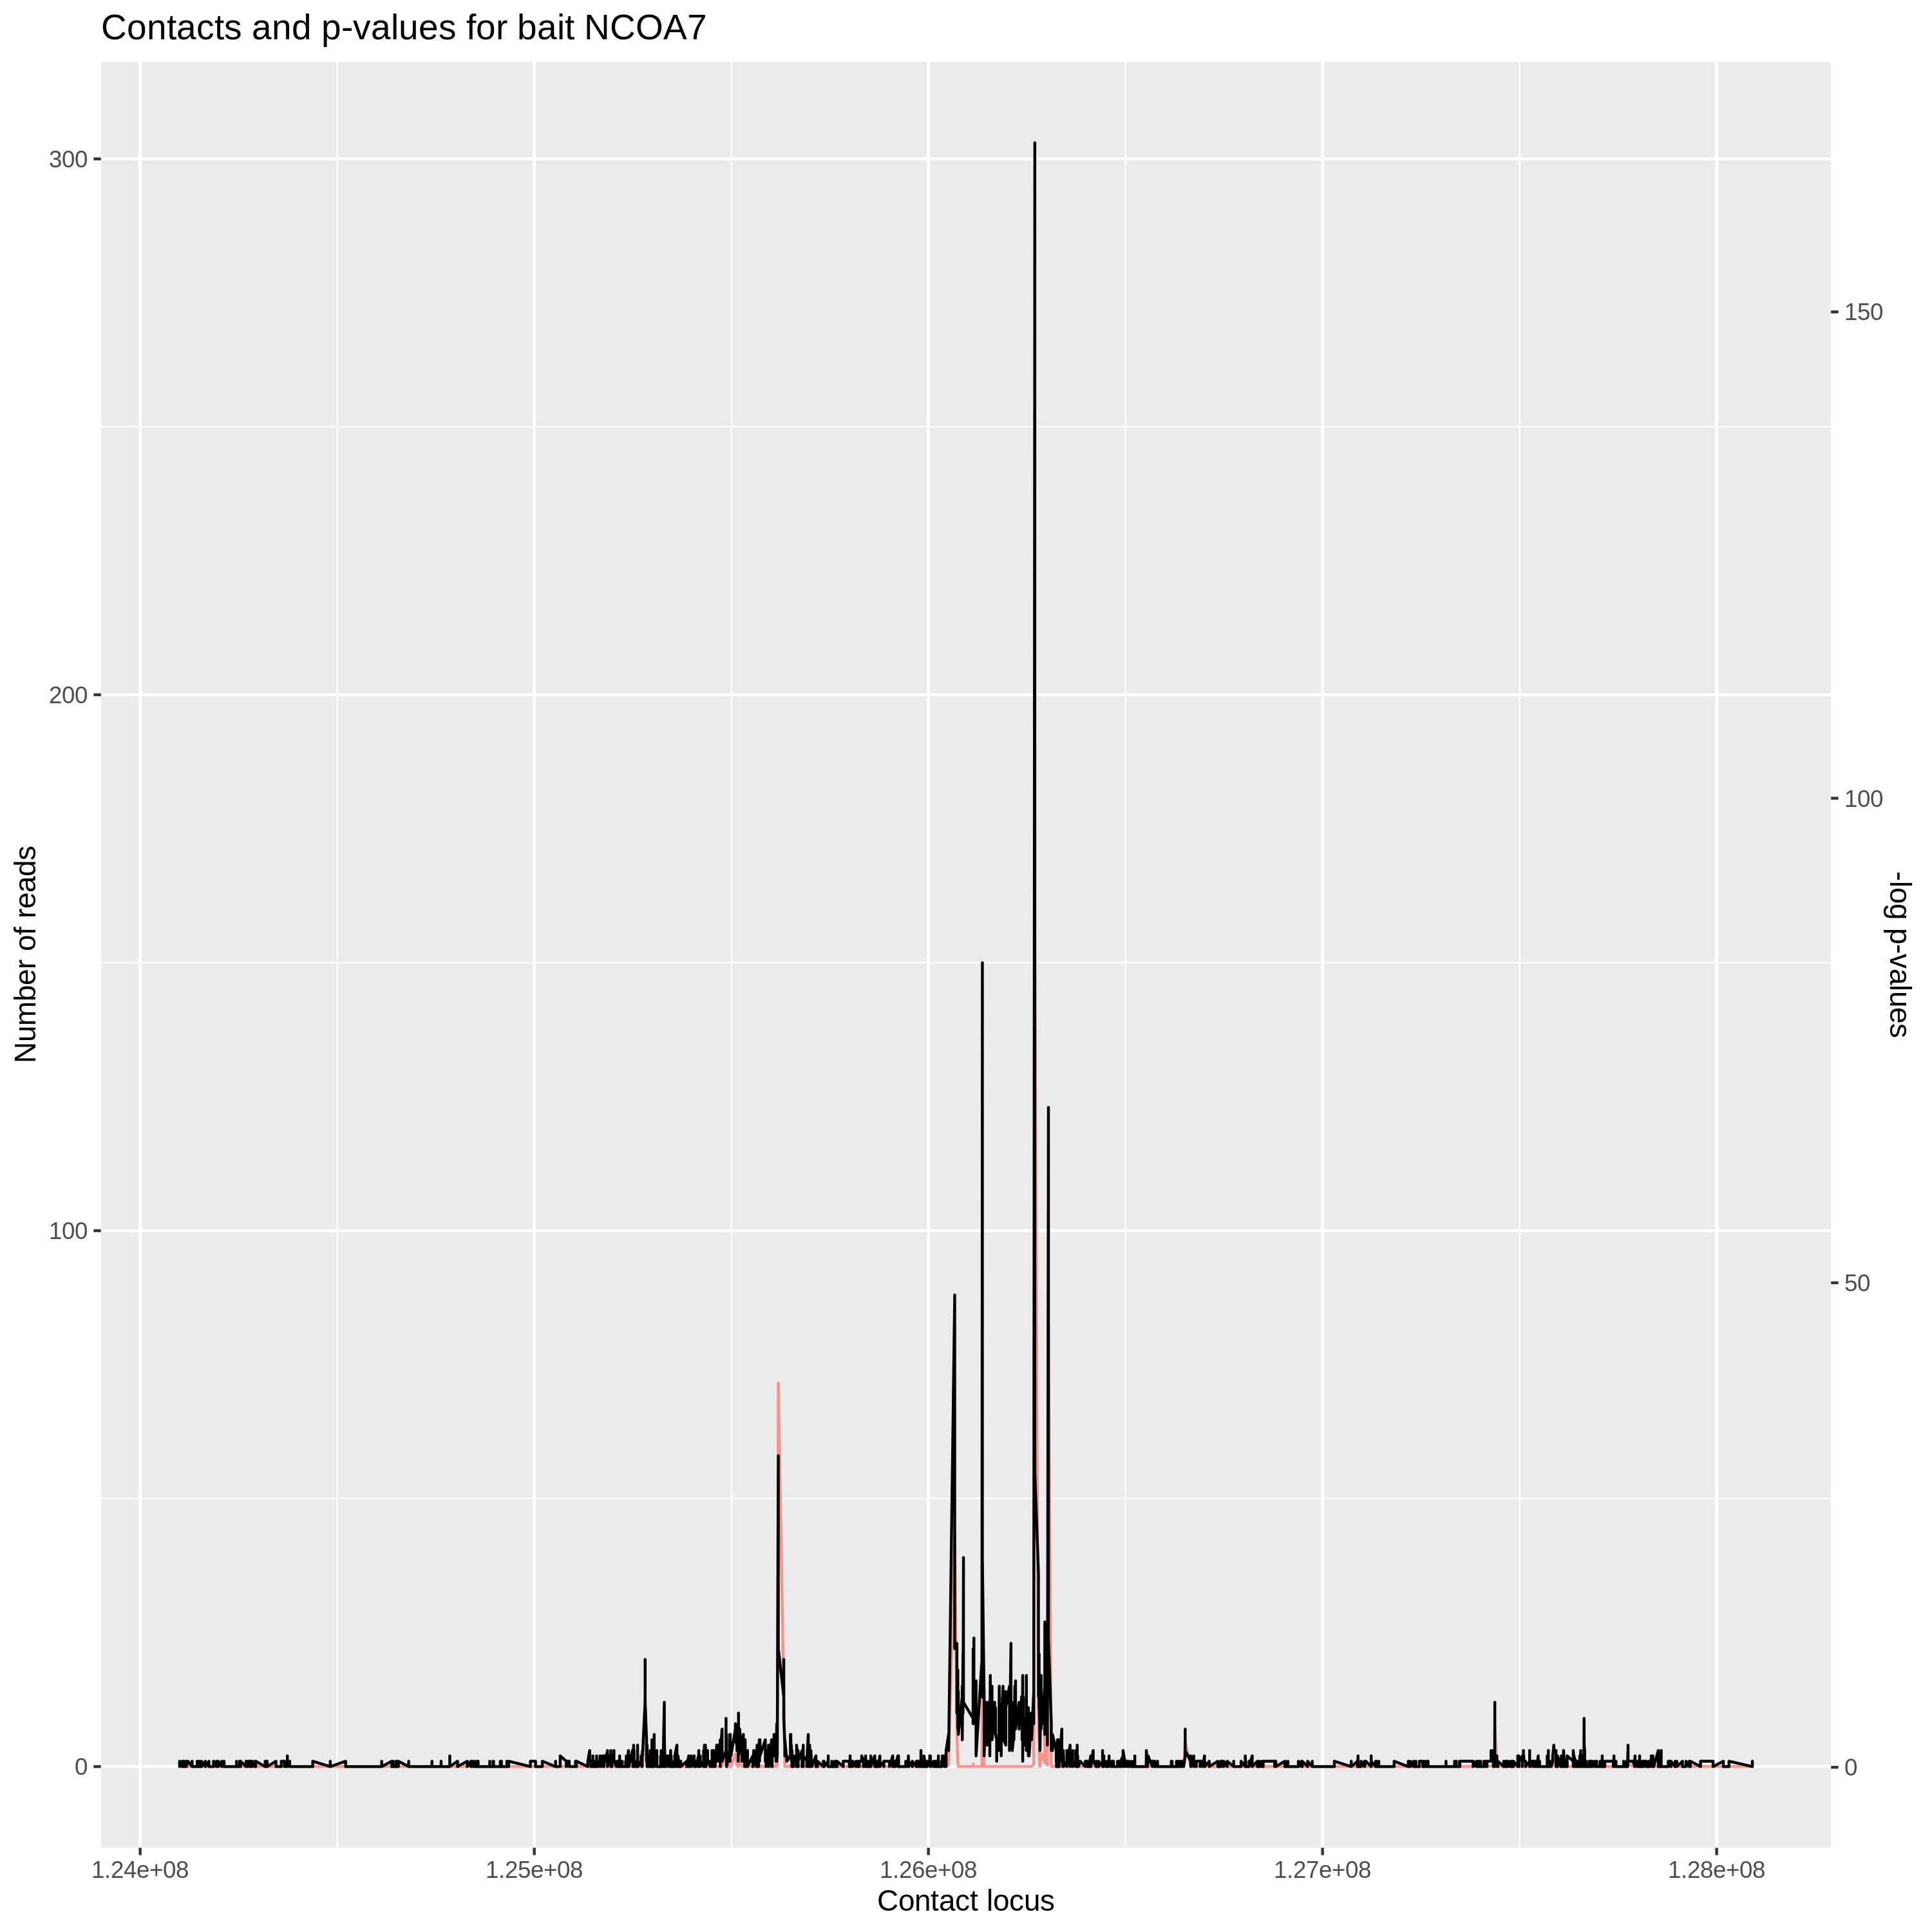 Contacts and p-values for bait NCOA7
300
200
100
0
Number of reads
150
100
50
0
-log p-values
1.24e+08
1.25e+08
1.26e+08
1.27e+08
1.28e+08
Contact locus